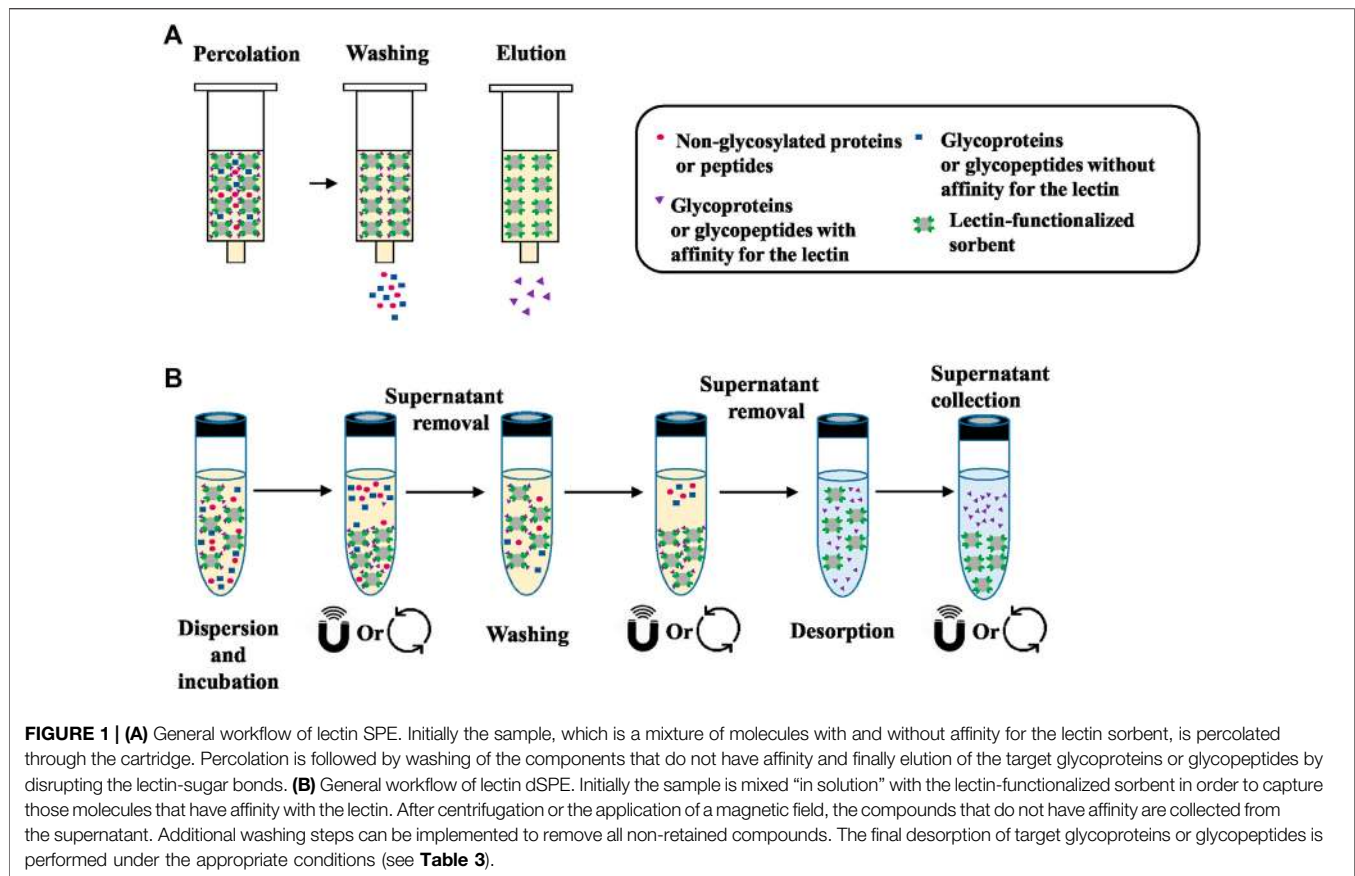 A
Percolation Washing Elution
Non-glycosylated proteins
or peptides
Glycoproteins
or glycopeptides with
affinity for the lectin
Glycoproteins
or glycopeptides without
affinity for the lectin
Lectin-functionalized
sorbent
B
Supernatant
removal
Supernatant
removal
Supernatant
collection
Dispersion
and
incubation
Or
Washing
Or
Desorption
Or
FIGURE 1 | (A) General workflow of lectin SPE. Initially the sample, which is a mixture of molecules with and without affinity for the lectin sorbent, is percolated
through the cartridge. Percolation is followed by washing of the components that do not have affinity and finally elution of the target glycoproteins or glycopeptides by
disrupting the lectin-sugar bonds. (B) General workflow of lectin dSPE. Initially the sample is mixed “in solution” with the lectin-functionalized sorbent in order to capture
those molecules that have affinity with the lectin. After centrifugation or the application of a magnetic field, the compounds that do not have affinity are collected from
the supernatant. Additional washing steps can be implemented to remove all non-retained compounds. The final desorption of target glycoproteins or glycopeptides is
performed under the appropriate conditions (see Table 3).